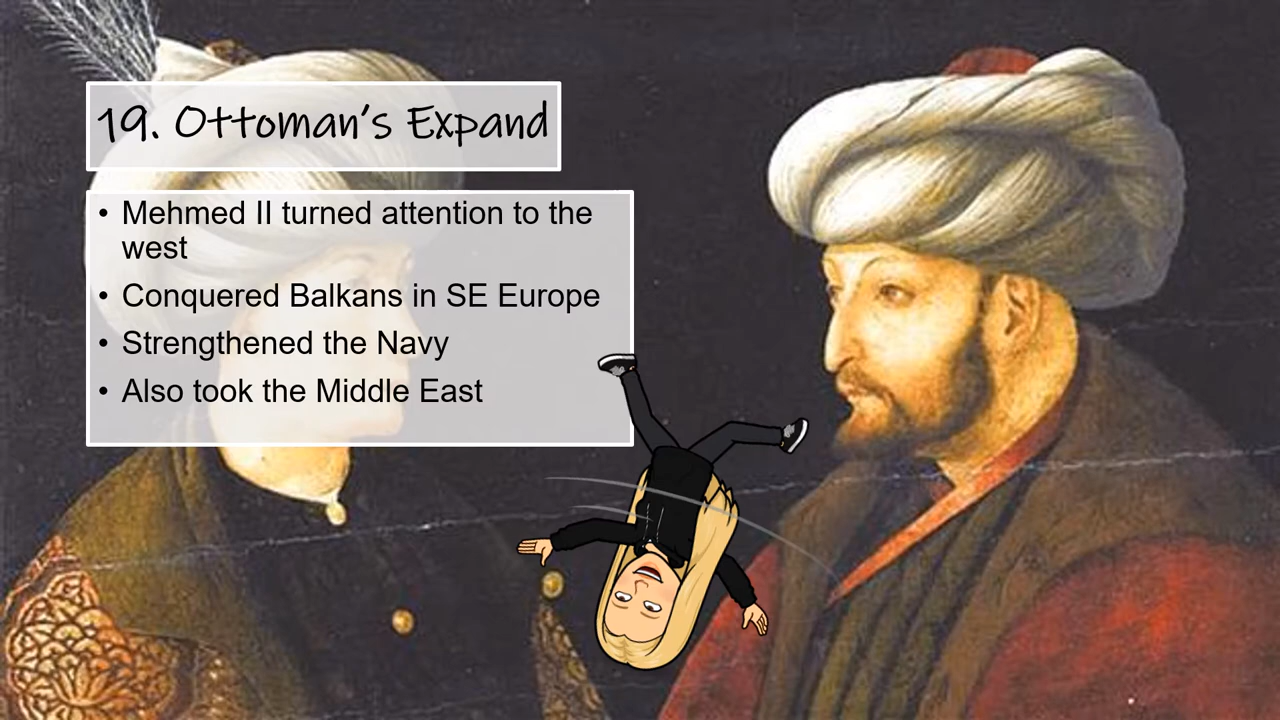 19. Ottoman's Expand
• Mehmed II turned attention to the
west
• Conquered Balkans in SE Europe
• Strengthened the Navy
• Also took the Middle East